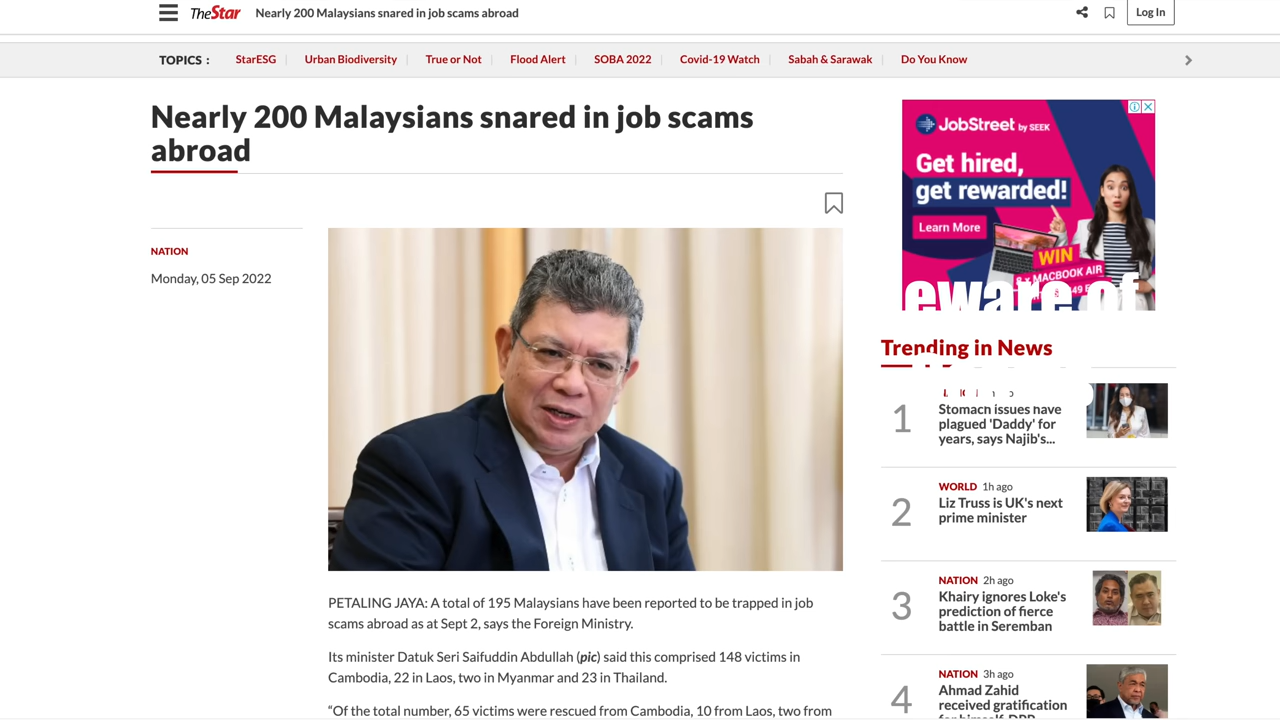 TheStar
Nearly 200 Malaysians snared in job scams abroad
Log In
TOPICS :
StarESG
Urban Biodiversity
True or Not
Flood Alert
SOBA 2022
Covid-19 Watch
Sabah & Sarawak
Do You Know
Nearly 200 Malaysians snared in job scams
abroad
NATION
Monday, 05 Sep 2022
PETALING JAYA: A total of 195 Malaysians have been reported to be trapped in job
scams abroad as at Sept 2, says the Foreign Ministry.
Its minister Datuk Seri Saifuddin Abdullah (pic) said this comprised 148 victims in
Cambodia, 22 in Laos, two in Myanmar and 23 in Thailand.
“Of the total number, 65 victims were rescued from Cambodia, 10 from Laos, two from
JobStreet by SEEK
Get hired,
get rewarded!
Learn More
WIN
8 x MACBOOK AIR
eware of
Trending in News
1
Stomach issues have
plagued 'Daddy' for
years, says Najib's...
2
WORLD 1h ago
Liz Truss is UK's next
prime minister
3
NATION 2h ago
Khairy ignores Loke's
prediction of fierce
battle in Seremban
4
NATION 3h ago
Ahmad Zahid
received gratification